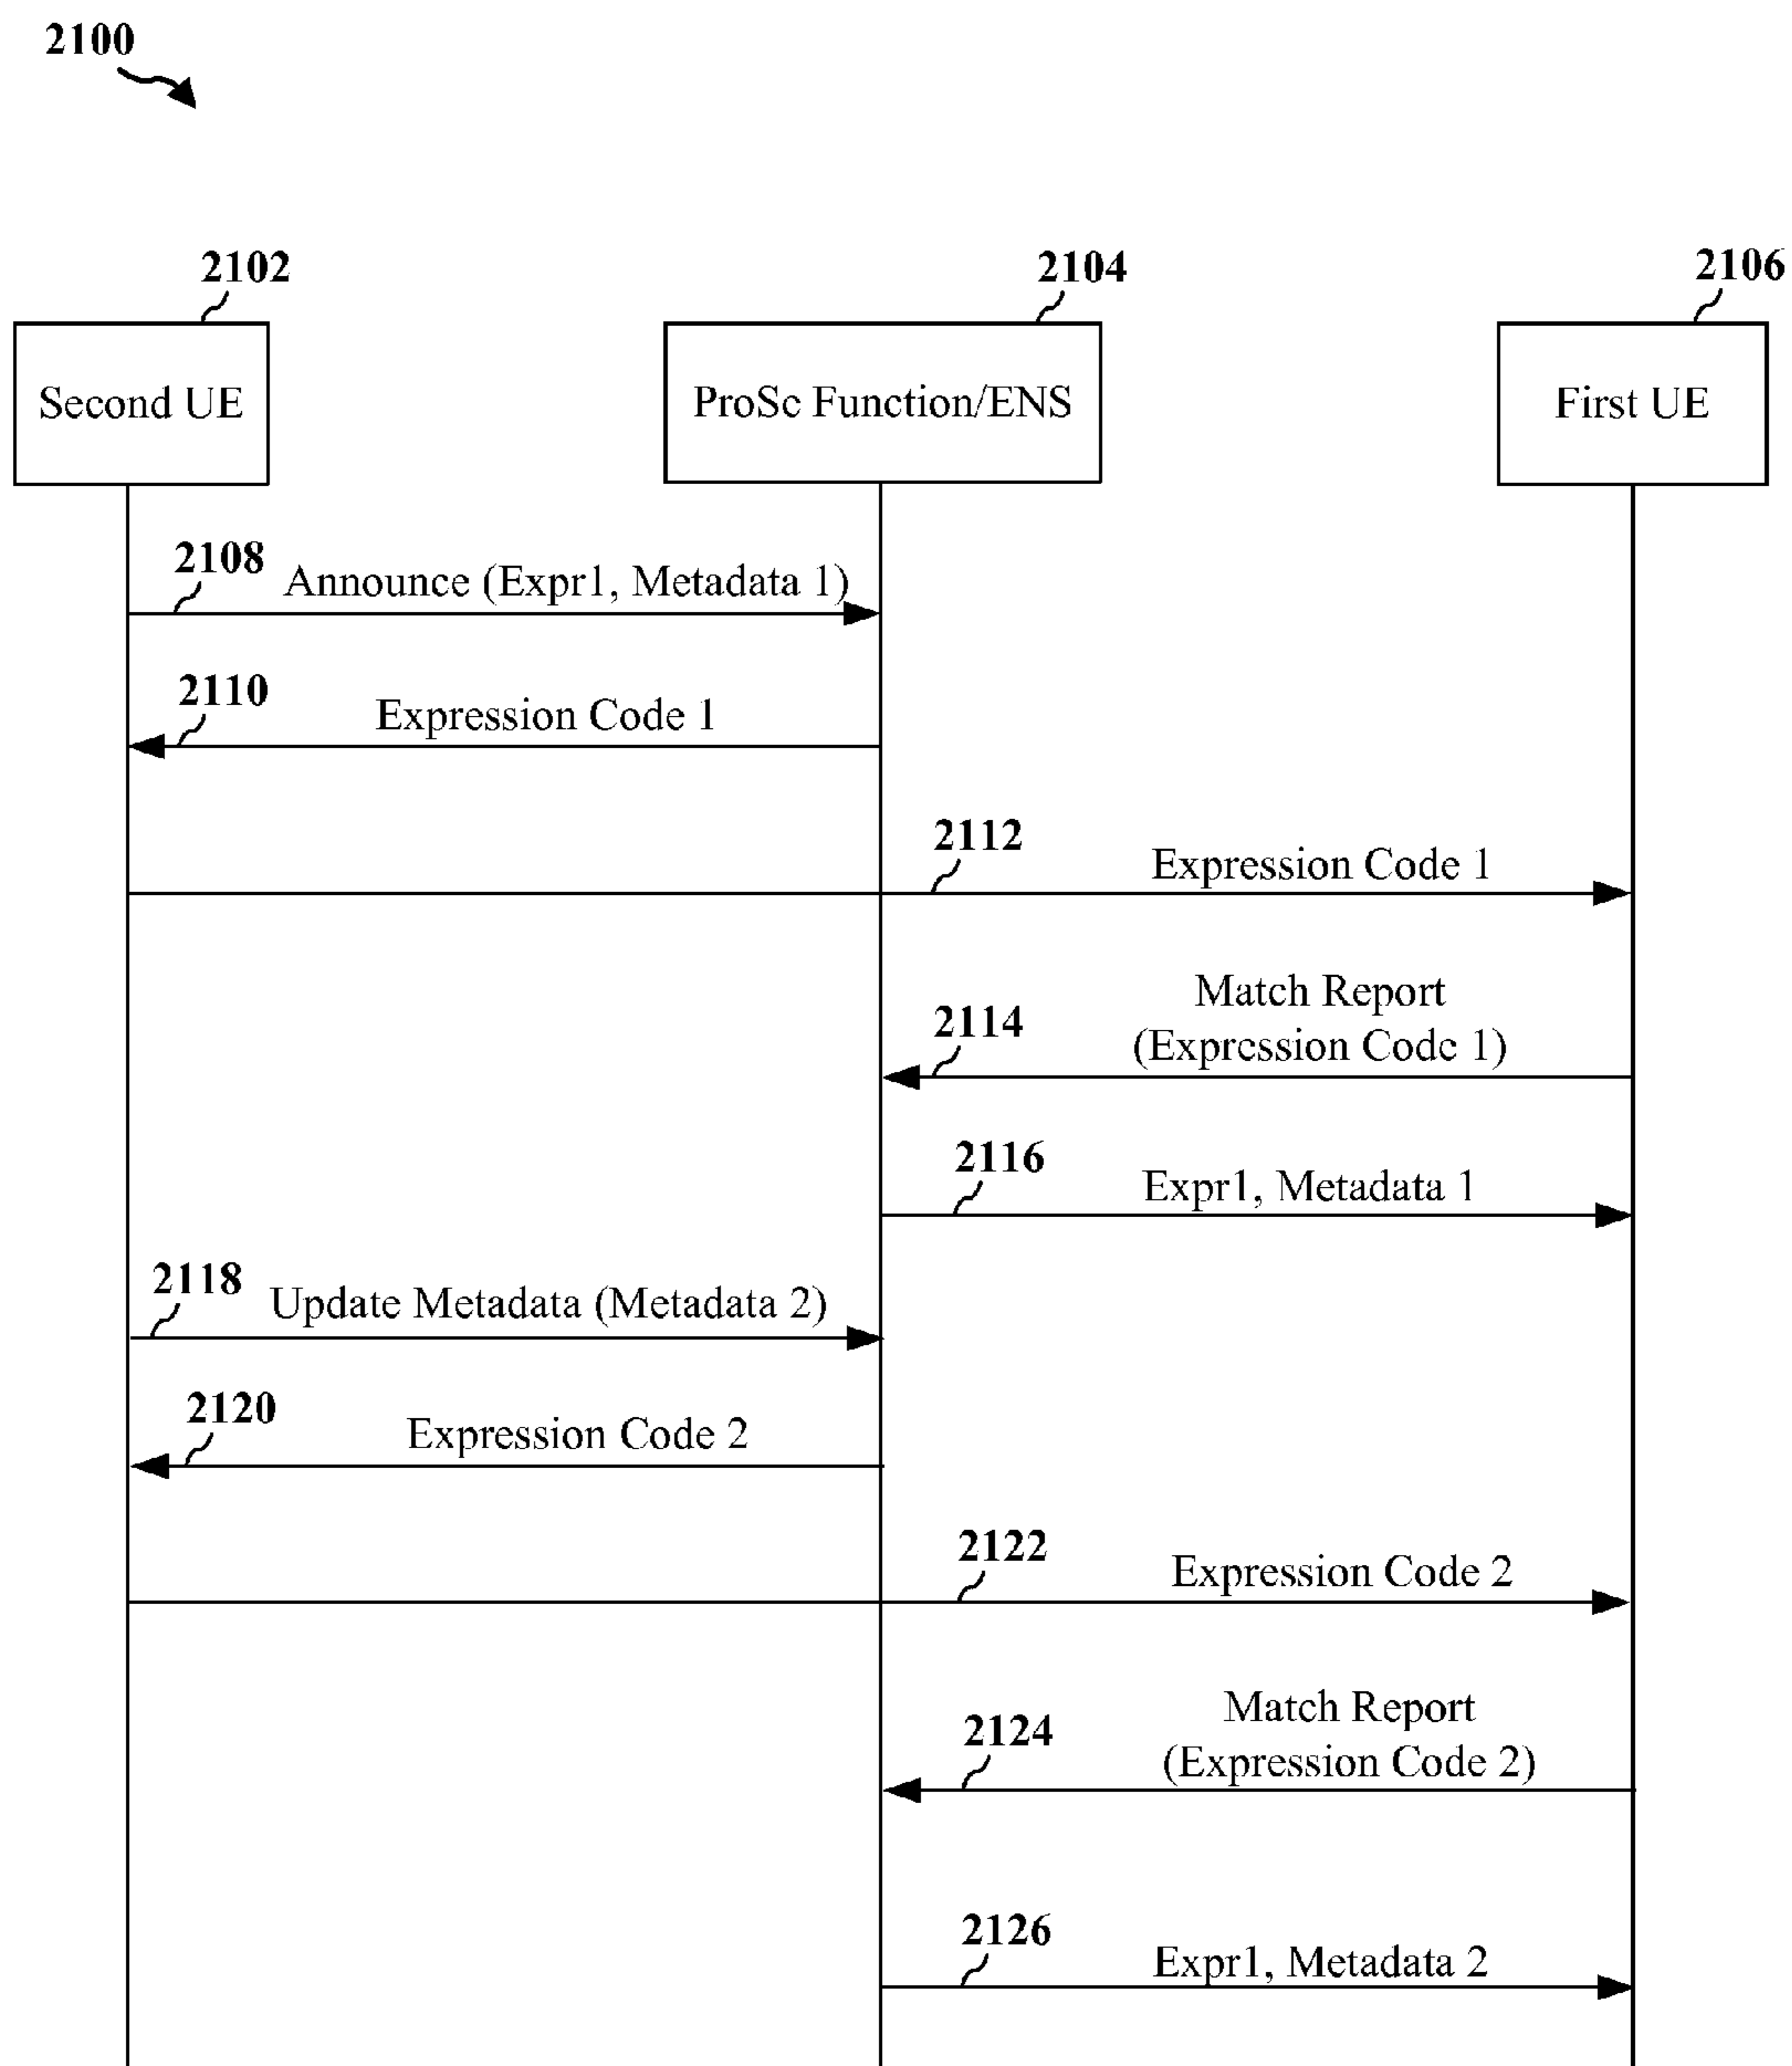 2100
2102
2104
2106
Second UE
ProSe Function/ENS
First UE
2108
Announce (Expr1, Metadata 1)
2110
Expression Code 1
2112
Expression Code 1
Match Report
2114
(Expression Code 1)
2116
Expr1, Metadata 1
2118
Update Metadata (Metadata 2)
2120
Expression Code 2
2122
Expression Code 2
Match Report
2124
(Expression Code 2)
2126
Expr1, Metadata 2